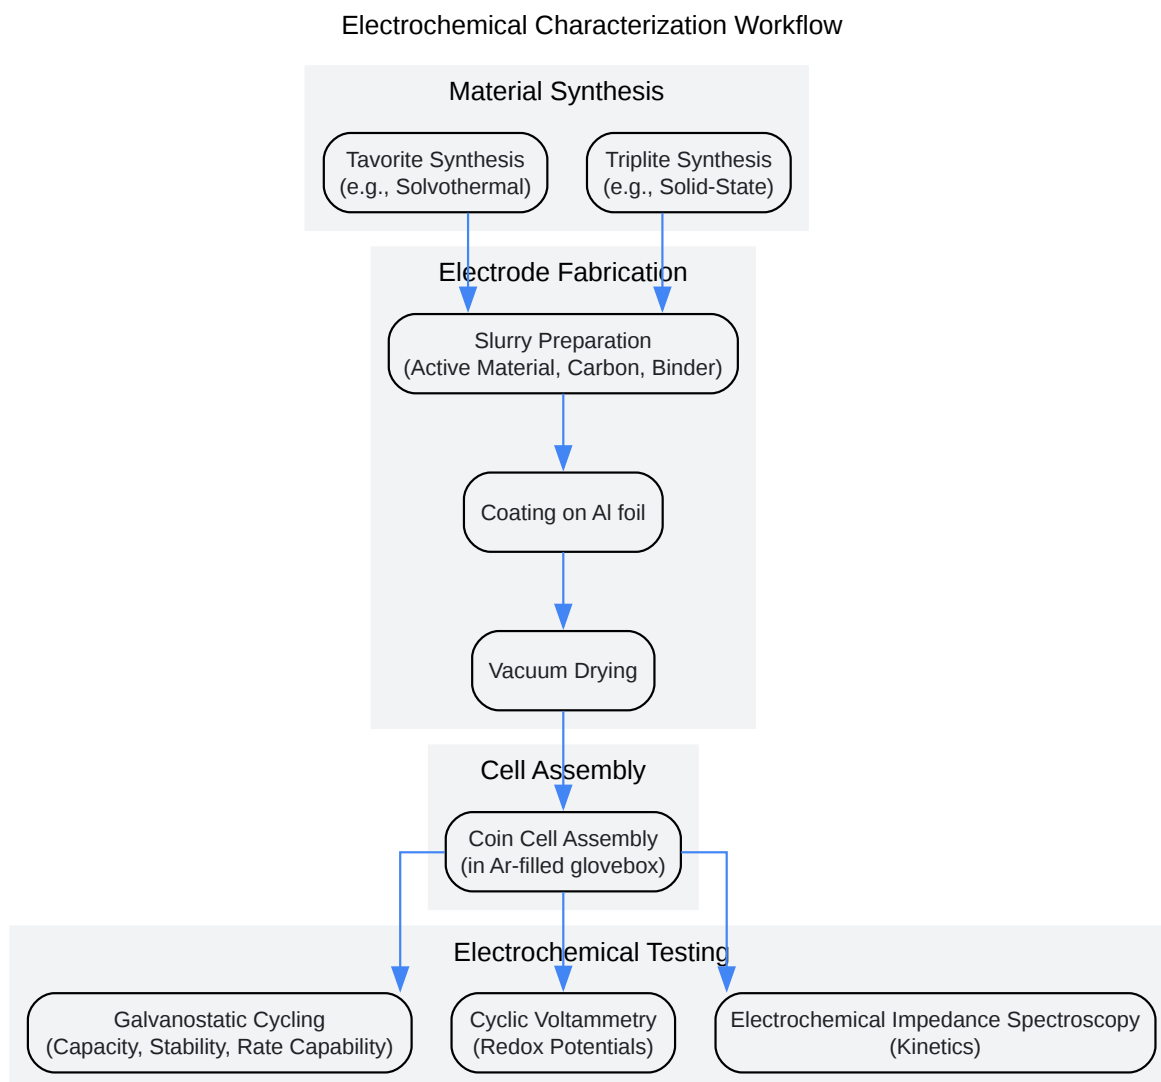 Electrochemical Characterization Workflow
Material Synthesis
Tavorite Synthesis
(e.g., Solvothermal)
Triplite Synthesis
(e.g., Solid-State)
Electrode Fabrication
Slurry Preparation
(Active Material, Carbon, Binder)
Coating on Al foil
Vacuum Drying
Cell Assembly
Coin Cell Assembly
(in Ar-filled glovebox)
Electrochemical Testing
Galvanostatic Cycling
(Capacity, Stability, Rate Capability)
Cyclic Voltammetry
(Redox Potentials)
Electrochemical Impedance Spectroscopy
(Kinetics)